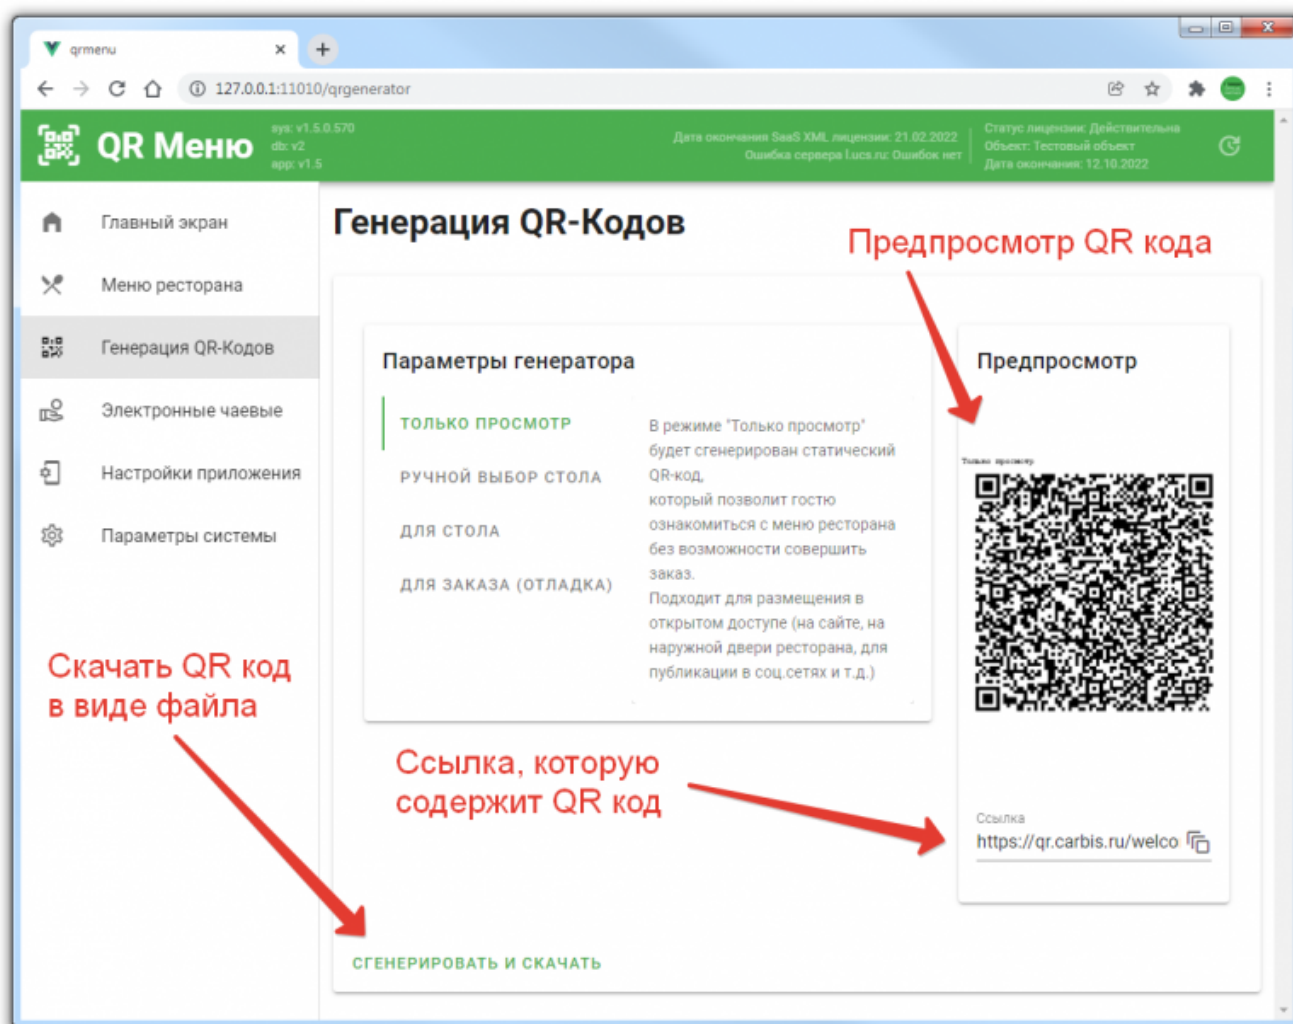 qrmenu
127.0.0.1:11010/qrgenerator
QR Меню
sys: v1.5.0.570
db: v2
app: v1.5
Дата окончания SaaS XML лицензии: 21.02.2022
Ошибка сервера l.ucs.ru: Ошибок нет
Статус лицензии: Действительна
Объект: Тестовый объект
Дата окончания: 12.10.2022
Главный экран
Меню ресторана
Генерация QR-Кодов
Электронные чаевые
Настройки приложения
Параметры системы
Генерация QR-Кодов
Предпросмотр QR кода
Параметры генератора
ТОЛЬКО ПРОСМОТР
РУЧНОЙ ВЫБОР СТОЛА
ДЛЯ СТОЛА
ДЛЯ ЗАКАЗА (ОТЛАДКА)
В режиме "Только просмотр"
будет сгенерирован статический
QR-код,
который позволит гостю
ознакомиться с меню ресторана
без возможности совершить
заказ.
Подходит для размещения в
открытом доступе (на сайте, на
наружной двери ресторана, для
публикации в соц.сетях и т.д.)
Предпросмотр
Только просмотр
Скачать QR код
в виде файла
Ссылка, которую
содержит QR код
Ссылка
https://qr.carbis.ru/welco
СГЕНЕРИРОВАТЬ И СКАЧАТЬ